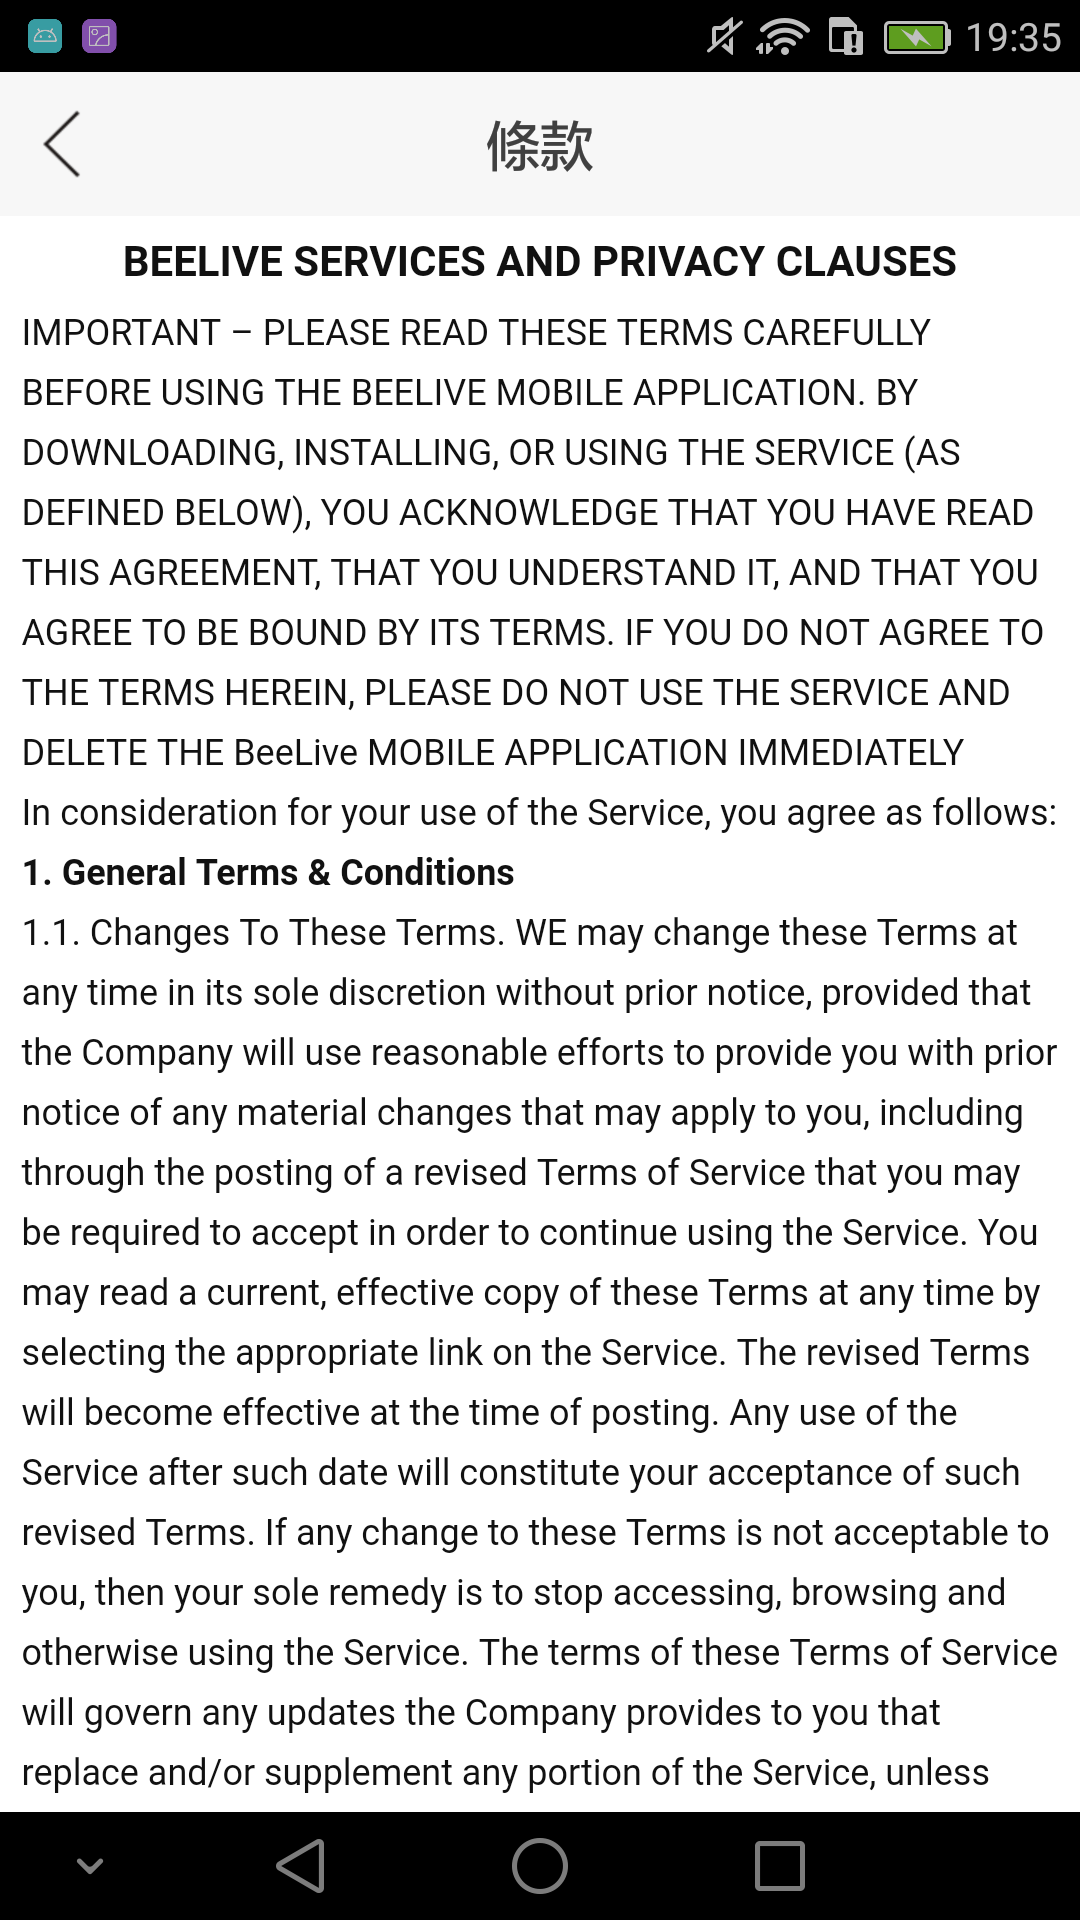 19:35
條款
BEELIVE SERVICES AND PRIVACY CLAUSES
IMPORTANT – PLEASE READ THESE TERMS CAREFULLY
BEFORE USING THE BEELIVE MOBILE APPLICATION. BY
DOWNLOADING, INSTALLING, OR USING THE SERVICE (AS
DEFINED BELOW), YOU ACKNOWLEDGE THAT YOU HAVE READ
THIS AGREEMENT, THAT YOU UNDERSTAND IT, AND THAT YOU
AGREE TO BE BOUND BY ITS TERMS. IF YOU DO NOT AGREE TO
THE TERMS HEREIN, PLEASE DO NOT USE THE SERVICE AND
DELETE THE BeeLive MOBILE APPLICATION IMMEDIATELY
In consideration for your use of the Service, you agree as follows:
1. General Terms & Conditions
1.1. Changes To These Terms. WE may change these Terms at
any time in its sole discretion without prior notice, provided that
the Company will use reasonable efforts to provide you with prior
notice of any material changes that may apply to you, including
through the posting of a revised Terms of Service that you may
be required to accept in order to continue using the Service. You
may read a current, effective copy of these Terms at any time by
selecting the appropriate link on the Service. The revised Terms
will become effective at the time of posting. Any use of the
Service after such date will constitute your acceptance of such
revised Terms. If any change to these Terms is not acceptable to
you, then your sole remedy is to stop accessing, browsing and
otherwise using the Service. The terms of these Terms of Service
will govern any updates the Company provides to you that
replace and/or supplement any portion of the Service, unless